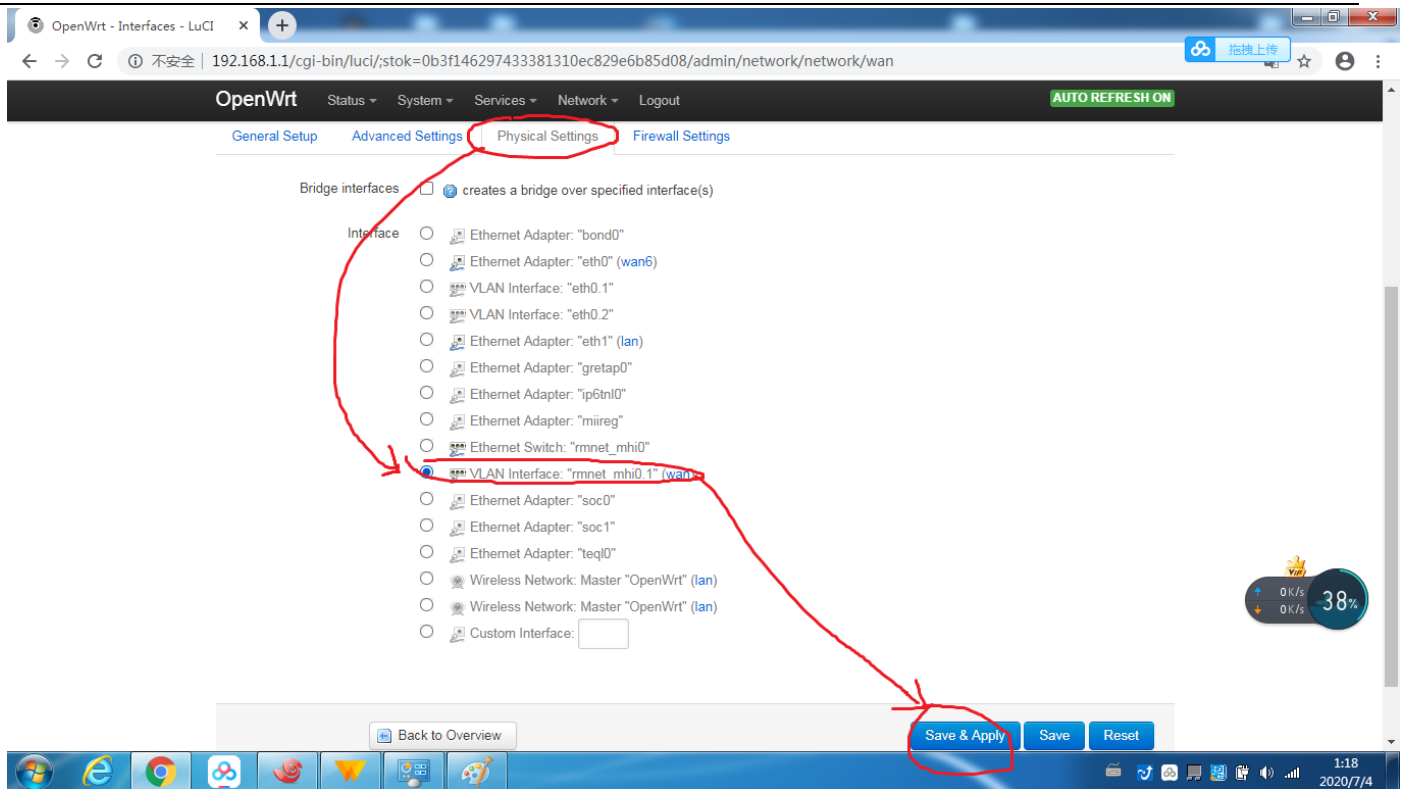 OpenWrt - Interfaces - LuCI
不安全 | 192.168.1.1/cgi-bin/luci/;stok=0b3f146297433381310ec829e6b85d08/admin/network/network/wan
拖拽上传
OpenWrt Status System Services Network Logout AUTO REFRESH ON
General Setup Advanced Settings Physical Settings Firewall Settings
Bridge interfaces creates a bridge over specified interface(s)
Interface Ethernet Adapter: "bond0"
Ethernet Adapter: "eth0" (wan6)
VLAN Interface: "eth0.1"
VLAN Interface: "eth0.2"
Ethernet Adapter: "eth1" (lan)
Ethernet Adapter: "gretap0"
Ethernet Adapter: "ip6tnl0"
Ethernet Adapter: "miireg"
Ethernet Switch: "rmnet_mhi0"
VLAN Interface: "rmnet_mhi0.1" (wan)
Ethernet Adapter: "soc0"
Ethernet Adapter: "soc1"
Ethernet Adapter: "teql0"
Wireless Network: Master "OpenWrt" (lan)
Wireless Network: Master "OpenWrt" (lan)
Custom Interface:
VIP
0K/s
0K/s
38%
Back to Overview Save & Apply Save Reset
1:18
2020/7/4